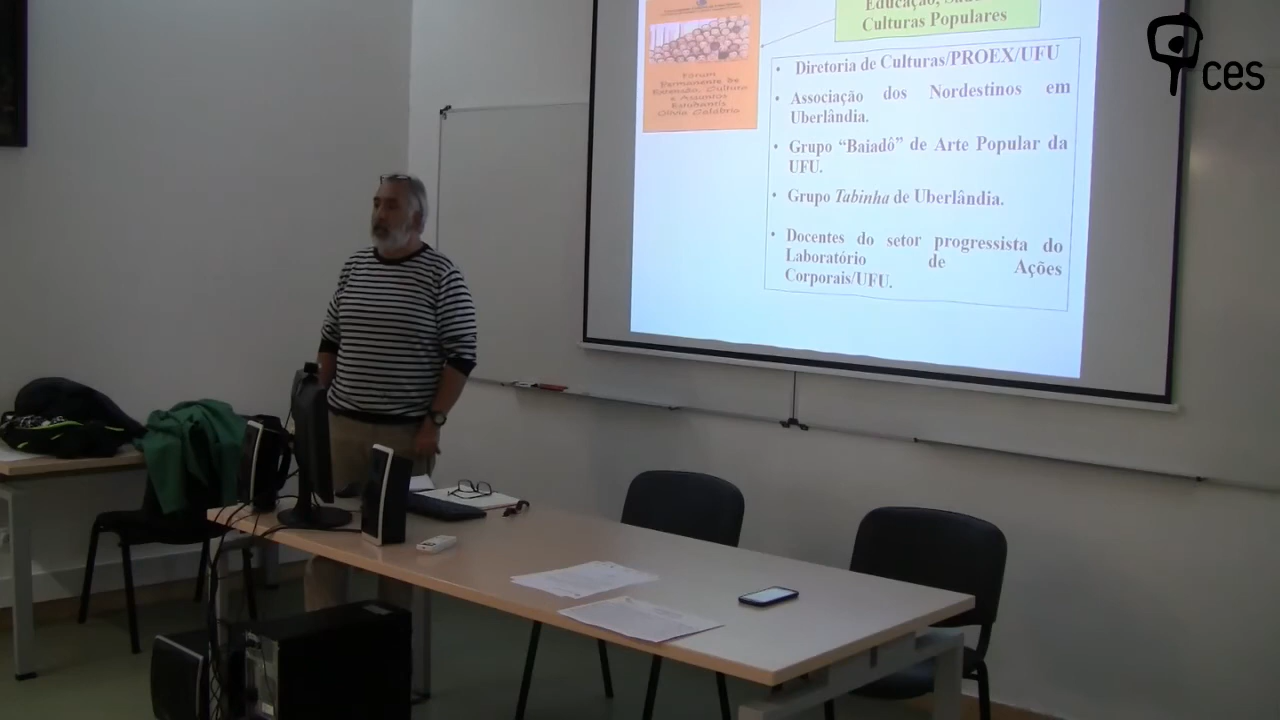 Educação,
Culturas Populares
• Diretoria de Culturas/PROEX/UFU
• Associação dos Nordestinos em
Uberlândia.
• Grupo “Baiadô” de Arte Popular da
UFU.
• Grupo Tabinha de Uberlândia.
• Docentes do setor progressista do
Laboratório de Ações
Corporais/UFU.
Fórum
Permanente de
Extensão, Cultura
e Assuntos
Estudantis
Olívia Calábria
ces